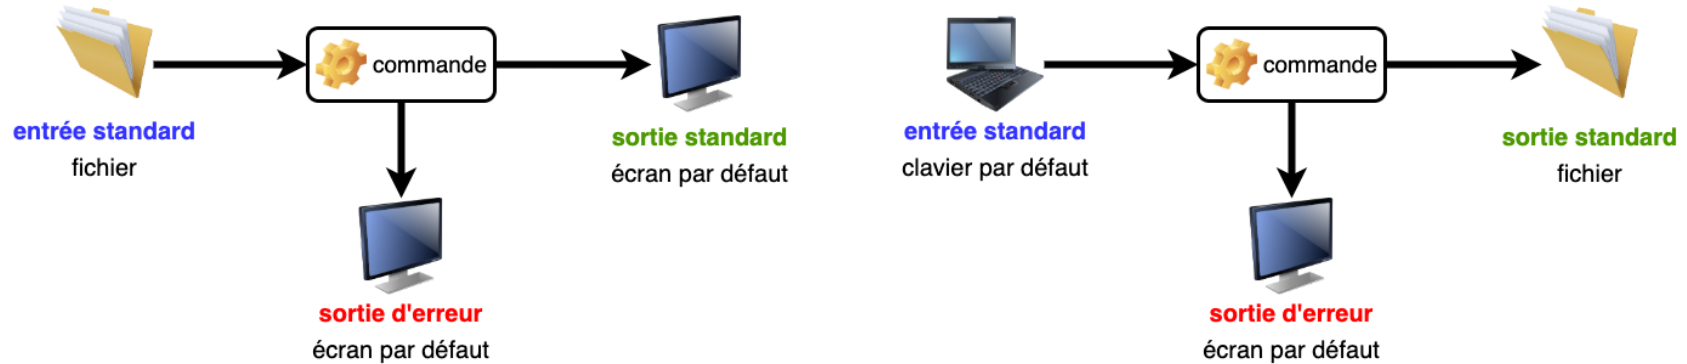 commande
entrée standard
fichier
sortie standard
écran par défaut
sortie d'erreur
écran par défaut
commande
entrée standard
clavier par défaut
sortie standard
fichier
sortie d'erreur
écran par défaut